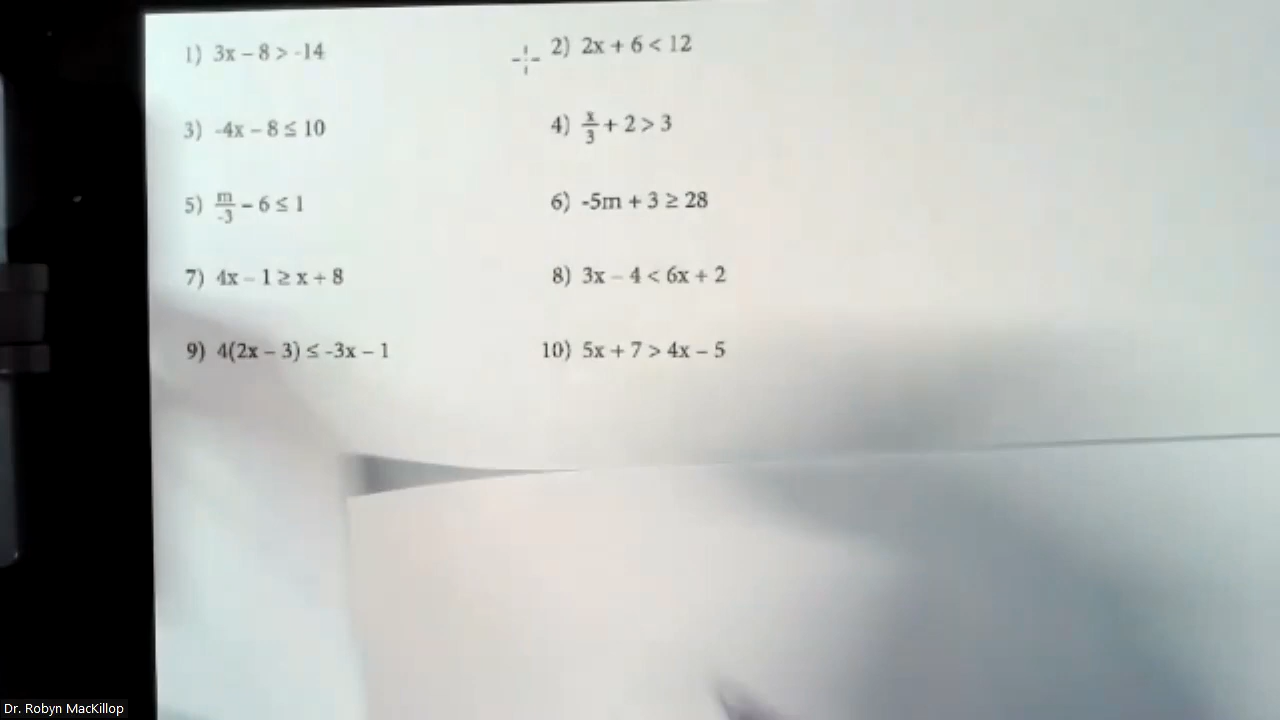 1) 3x – 8 > -14
2) 2x + 6 < 12
3) -4x – 8 ≤ 10
4) x/3 + 2 > 3
5) m/-3 – 6 ≤ 1
6) -5m + 3 ≥ 28
7) 4x – 1 ≥ x + 8
8) 3x – 4 < 6x + 2
9) 4(2x – 3) ≤ -3x – 1
10) 5x + 7 > 4x – 5
Dr. Robyn MacKillop